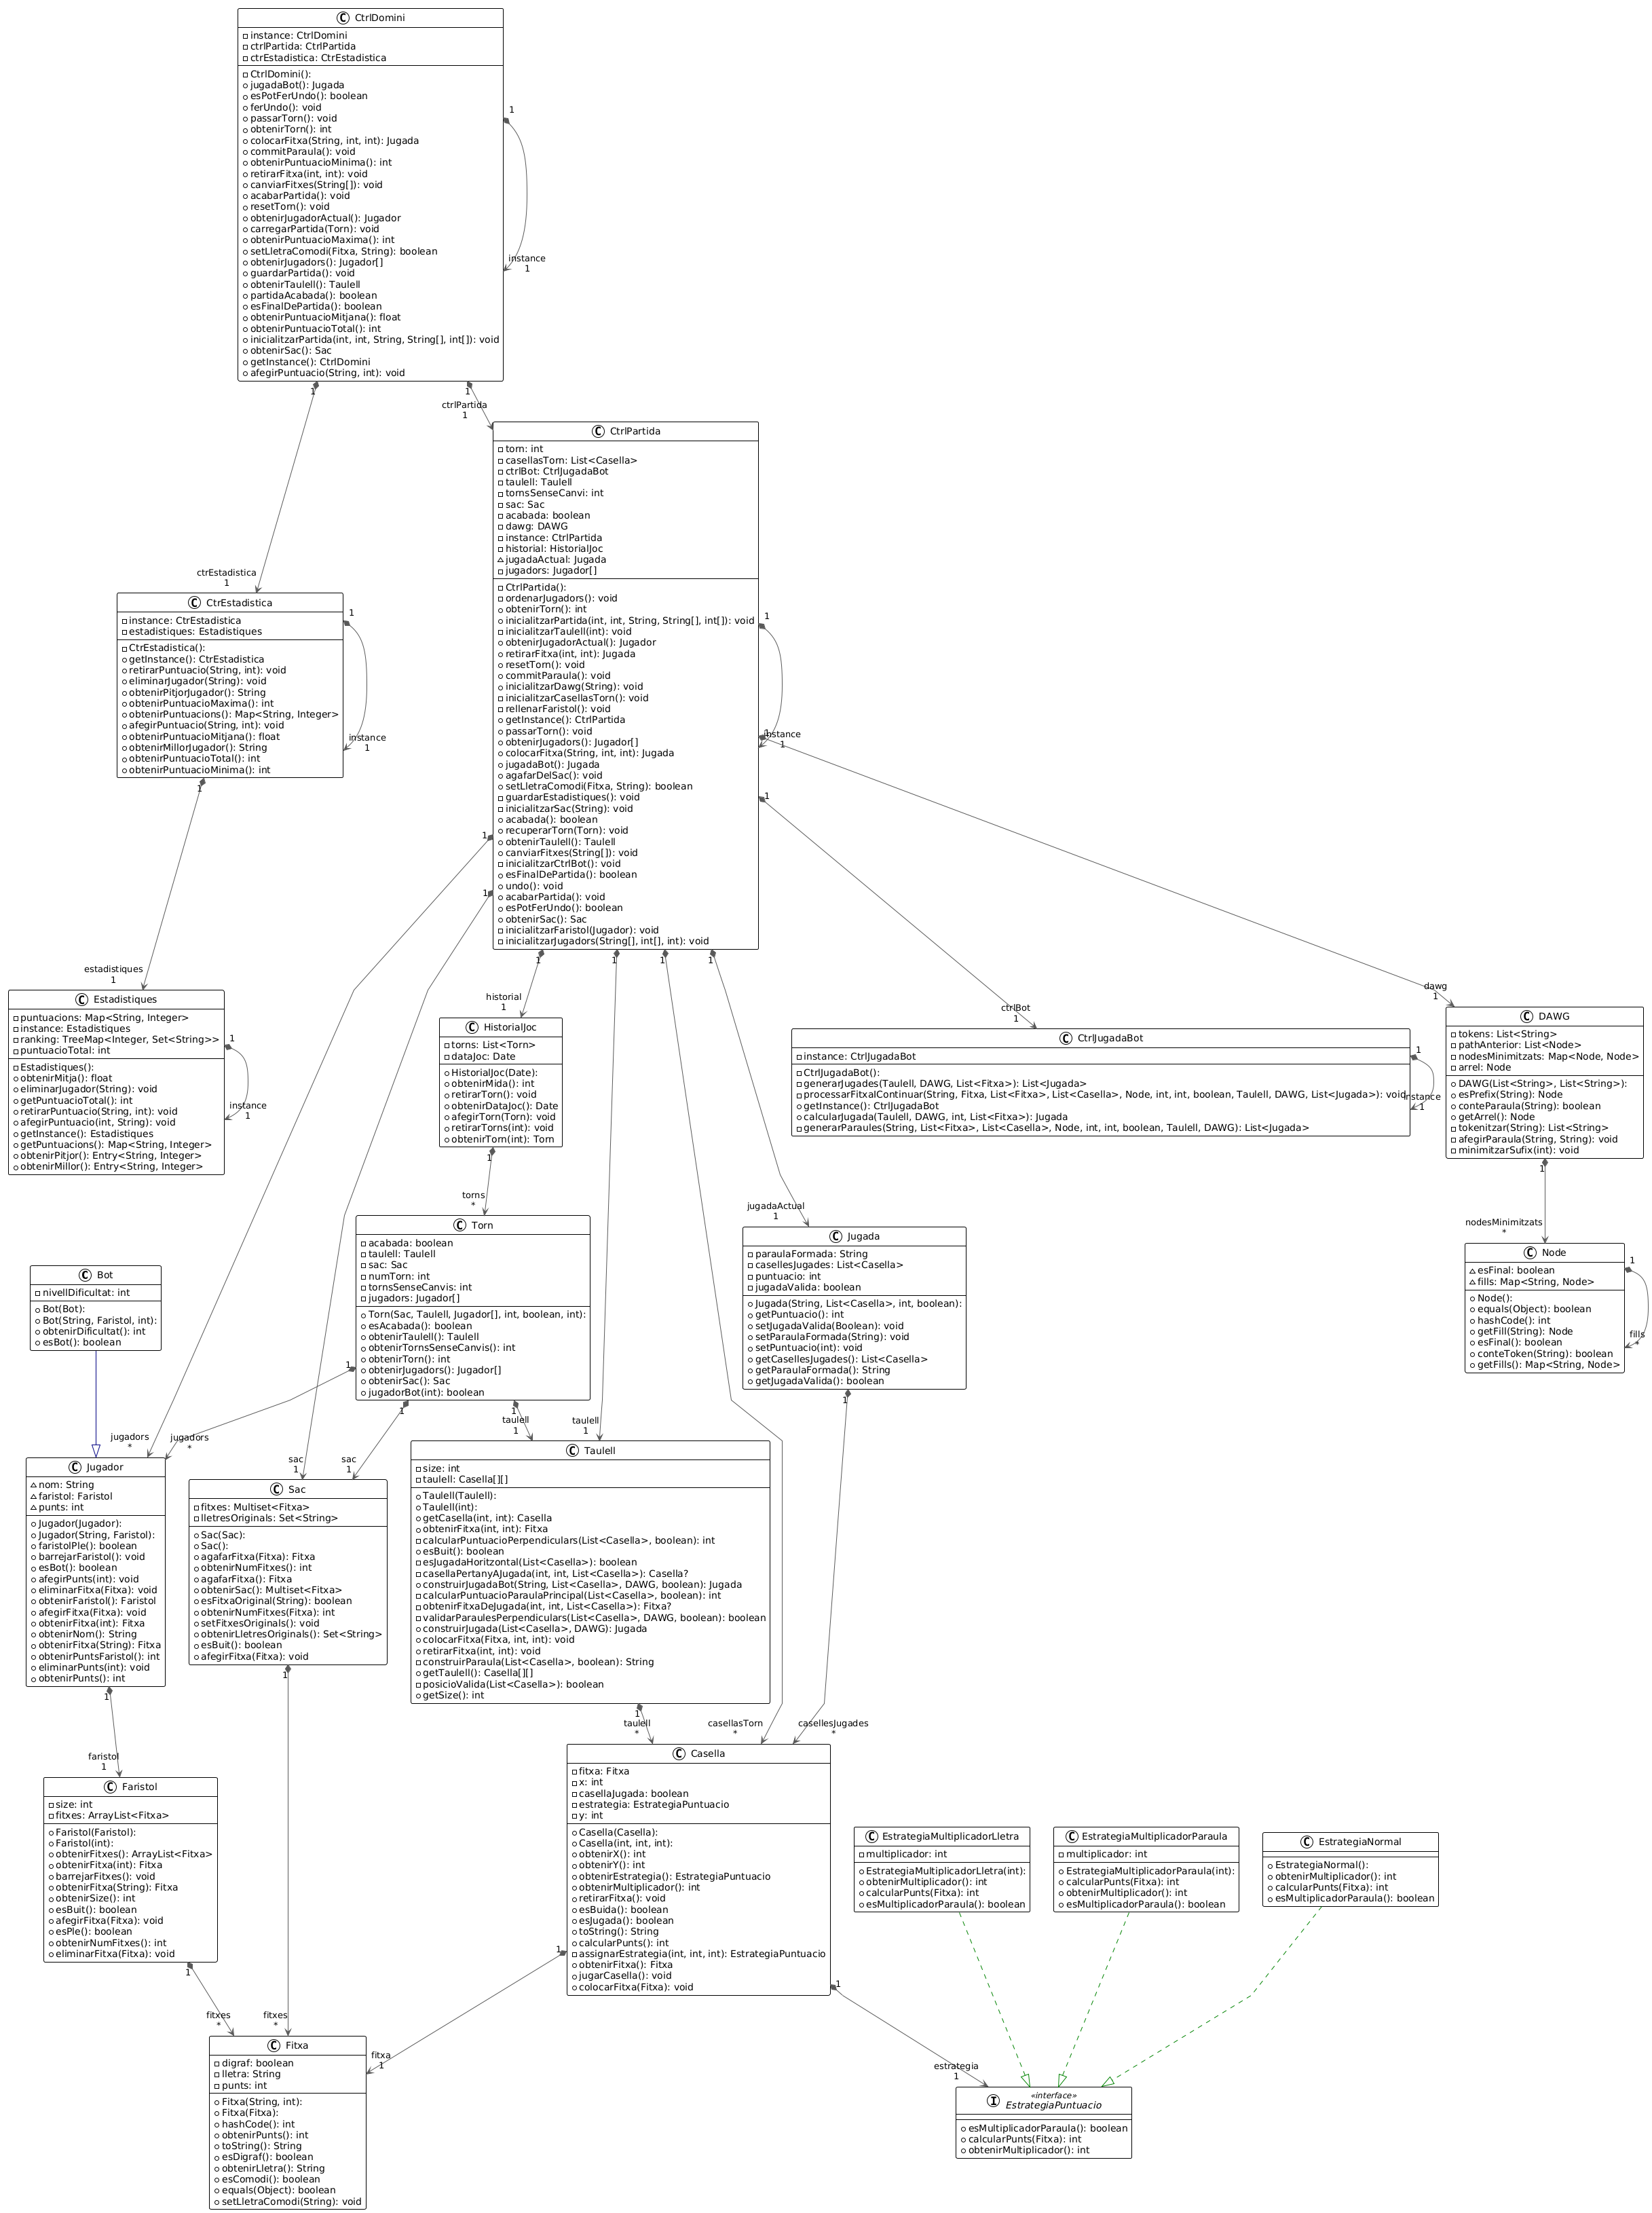 CtrlDomini
instance: CtrlDomini
ctrlPartida: CtrlPartida
ctrEstadistica: CtrEstadistica
CtrlDomini():
jugadaBot(): Jugada
esPotFerUndo(): boolean
ferUndo(): void
passarTorn(): void
obtenirTorn(): int
colocarFitxa(String, int, int): Jugada
commitParaula(): void
obtenirPuntuacioMinima(): int
retirarFitxa(int, int): void
canviarFitxes(String[]): void
acabarPartida(): void
resetTorn(): void
obtenirJugadorActual(): Jugador
carregarPartida(Torn): void
obtenirPuntuacioMaxima(): int
setLletraComodi(Fitxa, String): boolean
obtenirJugadors(): Jugador[]
guardarPartida(): void
obtenirTaulell(): Taulell
partidaAcabada(): boolean
esFinalDePartida(): boolean
obtenirPuntuacioMitjana(): float
obtenirPuntuacioTotal(): int
inicialitzarPartida(int, int, String, String[], int[]): void
obtenirSac(): Sac
getInstance(): CtrlDomini
afegirPuntuacio(String, int): void
1
instance
1
1
1
ctrlPartida
1
ctrEstadistica
1
CtrlPartida
torn: int
casellasTorn: List<Casella>
ctrlBot: CtrlJugadaBot
taulell: Taulell
tornsSenseCanvi: int
sac: Sac
acabada: boolean
dawg: DAWG
instance: CtrlPartida
historial: HistorialJoc
jugadaActual: Jugada
jugadors: Jugador[]
CtrlPartida():
ordenarJugadors(): void
obtenirTorn(): int
inicialitzarPartida(int, int, String, String[], int[]): void
inicialitzarTaulell(int): void
obtenirJugadorActual(): Jugador
retirarFitxa(int, int): Jugada
resetTorn(): void
commitParaula(): void
inicialitzarDawg(String): void
inicialitzarCasellasTorn(): void
rellenarFaristol(): void
getInstance(): CtrlPartida
passarTorn(): void
obtenirJugadors(): Jugador[]
colocarFitxa(String, int, int): Jugada
jugadaBot(): Jugada
agafarDelSac(): void
setLletraComodi(Fitxa, String): boolean
guardarEstadistiques(): void
inicialitzarSac(String): void
acabada(): boolean
recuperarTorn(Torn): void
obtenirTaulell(): Taulell
canviarFitxes(String[]): void
inicialitzarCtrlBot(): void
esFinalDePartida(): boolean
undo(): void
acabarPartida(): void
esPotFerUndo(): boolean
obtenirSac(): Sac
inicialitzarFaristol(Jugador): void
inicialitzarJugadors(String[], int[], int): void
1
instance
1
1
1
1
1
1
1
1
1
CtrEstadistica
instance: CtrEstadistica
estadistiques: Estadistiques
CtrEstadistica():
getInstance(): CtrEstadistica
retirarPuntuacio(String, int): void
eliminarJugador(String): void
obtenirPitjorJugador(): String
obtenirPuntuacioMaxima(): int
obtenirPuntuacions(): Map<String, Integer>
afegirPuntuacio(String, int): void
obtenirPuntuacioMitjana(): float
obtenirMillorJugador(): String
obtenirPuntuacioTotal(): int
obtenirPuntuacioMinima(): int
1
instance
1
1
estadistiques
1
Estadistiques
puntuacions: Map<String, Integer>
instance: Estadistiques
ranking: TreeMap<Integer, Set<String>>
puntuacioTotal: int
Estadistiques():
obtenirMitja(): float
eliminarJugador(String): void
getPuntuacioTotal(): int
retirarPuntuacio(String, int): void
afegirPuntuacio(int, String): void
getInstance(): Estadistiques
getPuntuacions(): Map<String, Integer>
obtenirPitjor(): Entry<String, Integer>
obtenirMillor(): Entry<String, Integer>
1
instance
1
historial
1
HistorialJoc
torns: List<Torn>
dataJoc: Date
HistorialJoc(Date):
obtenirMida(): int
retirarTorn(): void
obtenirDataJoc(): Date
afegirTorn(Torn): void
retirarTorns(int): void
obtenirTorn(int): Torn
1
torns
*
ctrlBot
1
CtrlJugadaBot
instance: CtrlJugadaBot
CtrlJugadaBot():
generarJugades(Taulell, DAWG, List<Fitxa>): List<Jugada>
processarFitxaIContinuar(String, Fitxa, List<Fitxa>, List<Casella>, Node, int, int, boolean, Taulell, DAWG, List<Jugada>): void
getInstance(): CtrlJugadaBot
calcularJugada(Taulell, DAWG, int, List<Fitxa>): Jugada
generarParaules(String, List<Fitxa>, List<Casella>, Node, int, int, boolean, Taulell, DAWG): List<Jugada>
1
instance
1
dawg
1
DAWG
tokens: List<String>
pathAnterior: List<Node>
nodesMinimitzats: Map<Node, Node>
arrel: Node
DAWG(List<String>, List<String>):
esPrefix(String): Node
conteParaula(String): boolean
getArrel(): Node
tokenitzar(String): List<String>
afegirParaula(String, String): void
minimitzarSufix(int): void
1
nodesMinimitzats
*
Node
esFinal: boolean
fills: Map<String, Node>
Node():
equals(Object): boolean
hashCode(): int
getFill(String): Node
esFinal(): boolean
conteToken(String): boolean
getFills(): Map<String, Node>
1
fills
*
Torn
acabada: boolean
taulell: Taulell
sac: Sac
numTorn: int
tornsSenseCanvis: int
jugadors: Jugador[]
Torn(Sac, Taulell, Jugador[], int, boolean, int):
esAcabada(): boolean
obtenirTaulell(): Taulell
obtenirTornsSenseCanvis(): int
obtenirTorn(): int
obtenirJugadors(): Jugador[]
obtenirSac(): Sac
jugadorBot(int): boolean
1
1
1
jugadaActual
1
Jugada
paraulaFormada: String
casellesJugades: List<Casella>
puntuacio: int
jugadaValida: boolean
Jugada(String, List<Casella>, int, boolean):
getPuntuacio(): int
setJugadaValida(Boolean): void
setParaulaFormada(String): void
setPuntuacio(int): void
getCasellesJugades(): List<Casella>
getParaulaFormada(): String
getJugadaValida(): boolean
1
Bot
nivellDificultat: int
Bot(Bot):
Bot(String, Faristol, int):
obtenirDificultat(): int
esBot(): boolean
jugadors
*
jugadors
*
sac
1
sac
1
taulell
1
taulell
1
Jugador
nom: String
faristol: Faristol
punts: int
Jugador(Jugador):
Jugador(String, Faristol):
faristolPle(): boolean
barrejarFaristol(): void
esBot(): boolean
afegirPunts(int): void
eliminarFitxa(Fitxa): void
obtenirFaristol(): Faristol
afegirFitxa(Fitxa): void
obtenirFitxa(int): Fitxa
obtenirNom(): String
obtenirFitxa(String): Fitxa
obtenirPuntsFaristol(): int
eliminarPunts(int): void
obtenirPunts(): int
1
faristol
1
Sac
fitxes: Multiset<Fitxa>
lletresOriginals: Set<String>
Sac(Sac):
Sac():
agafarFitxa(Fitxa): Fitxa
obtenirNumFitxes(): int
agafarFitxa(): Fitxa
obtenirSac(): Multiset<Fitxa>
esFitxaOriginal(String): boolean
obtenirNumFitxes(Fitxa): int
setFitxesOriginals(): void
obtenirLletresOriginals(): Set<String>
esBuit(): boolean
afegirFitxa(Fitxa): void
1
Taulell
size: int
taulell: Casella[][]
Taulell(Taulell):
Taulell(int):
getCasella(int, int): Casella
obtenirFitxa(int, int): Fitxa
calcularPuntuacioPerpendiculars(List<Casella>, boolean): int
esBuit(): boolean
esJugadaHoritzontal(List<Casella>): boolean
casellaPertanyAJugada(int, int, List<Casella>): Casella?
construirJugadaBot(String, List<Casella>, DAWG, boolean): Jugada
calcularPuntuacioParaulaPrincipal(List<Casella>, boolean): int
obtenirFitxaDeJugada(int, int, List<Casella>): Fitxa?
validarParaulesPerpendiculars(List<Casella>, DAWG, boolean): boolean
construirJugada(List<Casella>, DAWG): Jugada
colocarFitxa(Fitxa, int, int): void
retirarFitxa(int, int): void
construirParaula(List<Casella>, boolean): String
getTaulell(): Casella[][]
posicioValida(List<Casella>): boolean
getSize(): int
1
taulell
*
casellasTorn
*
casellesJugades
*
Faristol
size: int
fitxes: ArrayList<Fitxa>
Faristol(Faristol):
Faristol(int):
obtenirFitxes(): ArrayList<Fitxa>
obtenirFitxa(int): Fitxa
barrejarFitxes(): void
obtenirFitxa(String): Fitxa
obtenirSize(): int
esBuit(): boolean
afegirFitxa(Fitxa): void
esPle(): boolean
obtenirNumFitxes(): int
eliminarFitxa(Fitxa): void
1
fitxes
*
fitxes
*
Casella
fitxa: Fitxa
x: int
casellaJugada: boolean
estrategia: EstrategiaPuntuacio
y: int
Casella(Casella):
Casella(int, int, int):
obtenirX(): int
obtenirY(): int
obtenirEstrategia(): EstrategiaPuntuacio
obtenirMultiplicador(): int
retirarFitxa(): void
esBuida(): boolean
esJugada(): boolean
toString(): String
calcularPunts(): int
assignarEstrategia(int, int, int): EstrategiaPuntuacio
obtenirFitxa(): Fitxa
jugarCasella(): void
colocarFitxa(Fitxa): void
1
1
EstrategiaMultiplicadorLletra
multiplicador: int
EstrategiaMultiplicadorLletra(int):
obtenirMultiplicador(): int
calcularPunts(Fitxa): int
esMultiplicadorParaula(): boolean
EstrategiaMultiplicadorParaula
multiplicador: int
EstrategiaMultiplicadorParaula(int):
calcularPunts(Fitxa): int
obtenirMultiplicador(): int
esMultiplicadorParaula(): boolean
EstrategiaNormal
EstrategiaNormal():
obtenirMultiplicador(): int
calcularPunts(Fitxa): int
esMultiplicadorParaula(): boolean
fitxa
1
estrategia
1
Fitxa
digraf: boolean
lletra: String
punts: int
Fitxa(String, int):
Fitxa(Fitxa):
hashCode(): int
obtenirPunts(): int
toString(): String
esDigraf(): boolean
obtenirLletra(): String
esComodi(): boolean
equals(Object): boolean
setLletraComodi(String): void
«interface»
EstrategiaPuntuacio
esMultiplicadorParaula(): boolean
calcularPunts(Fitxa): int
obtenirMultiplicador(): int